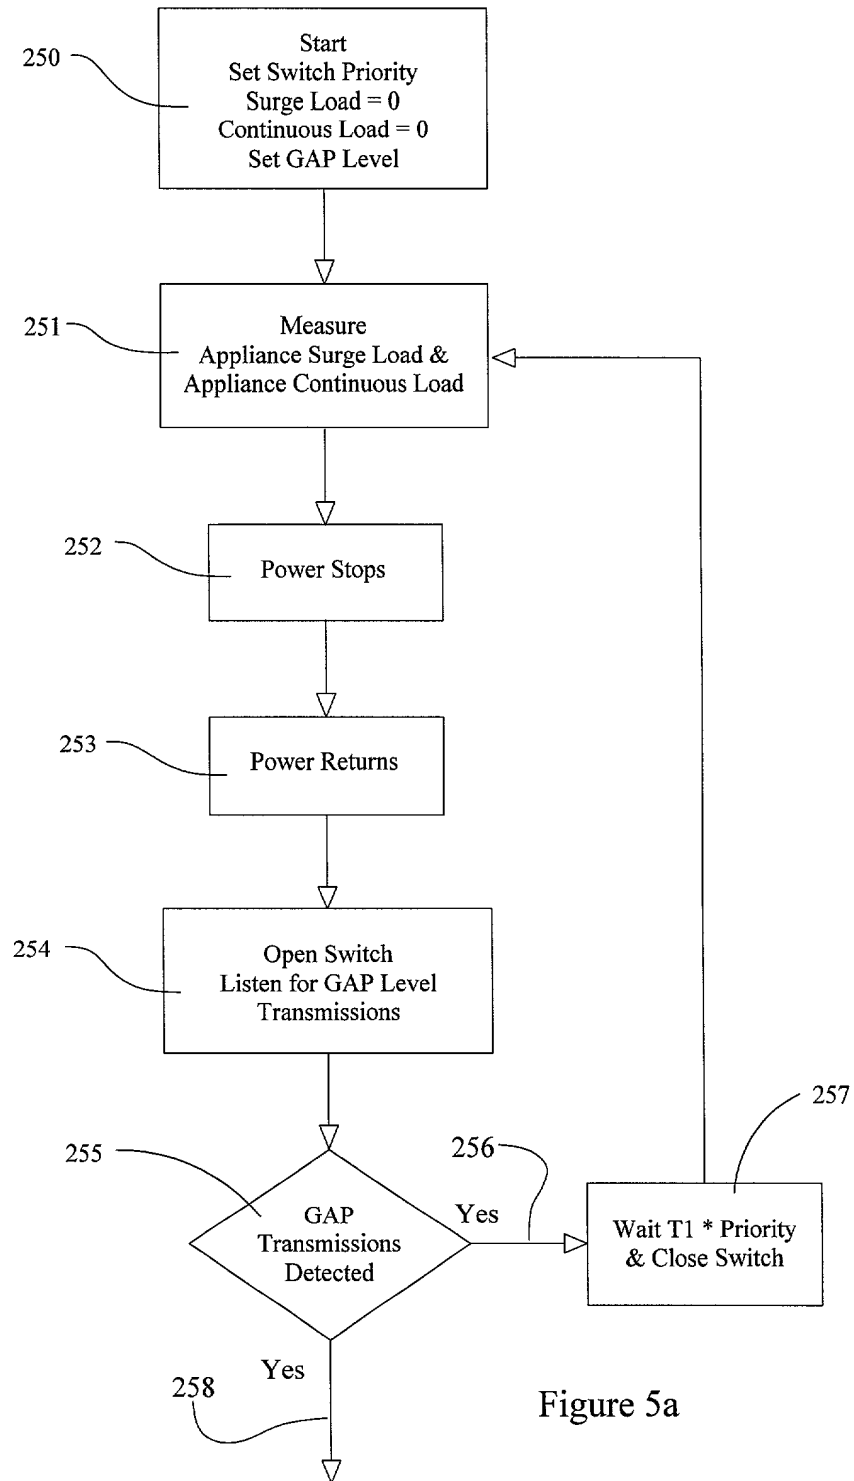 250
Start
Set Switch Priority
Surge Load = 0
Continuous Load = 0
Set GAP Level
251
Measure
Appliance Surge Load &
Appliance Continuous Load
252
Power Stops
253
Power Returns
254
Open Switch
Listen for GAP Level
Transmissions
255
GAP
Transmissions
Detected
Yes
256
257
Wait T1 * Priority
& Close Switch
Yes
258
Figure 5a